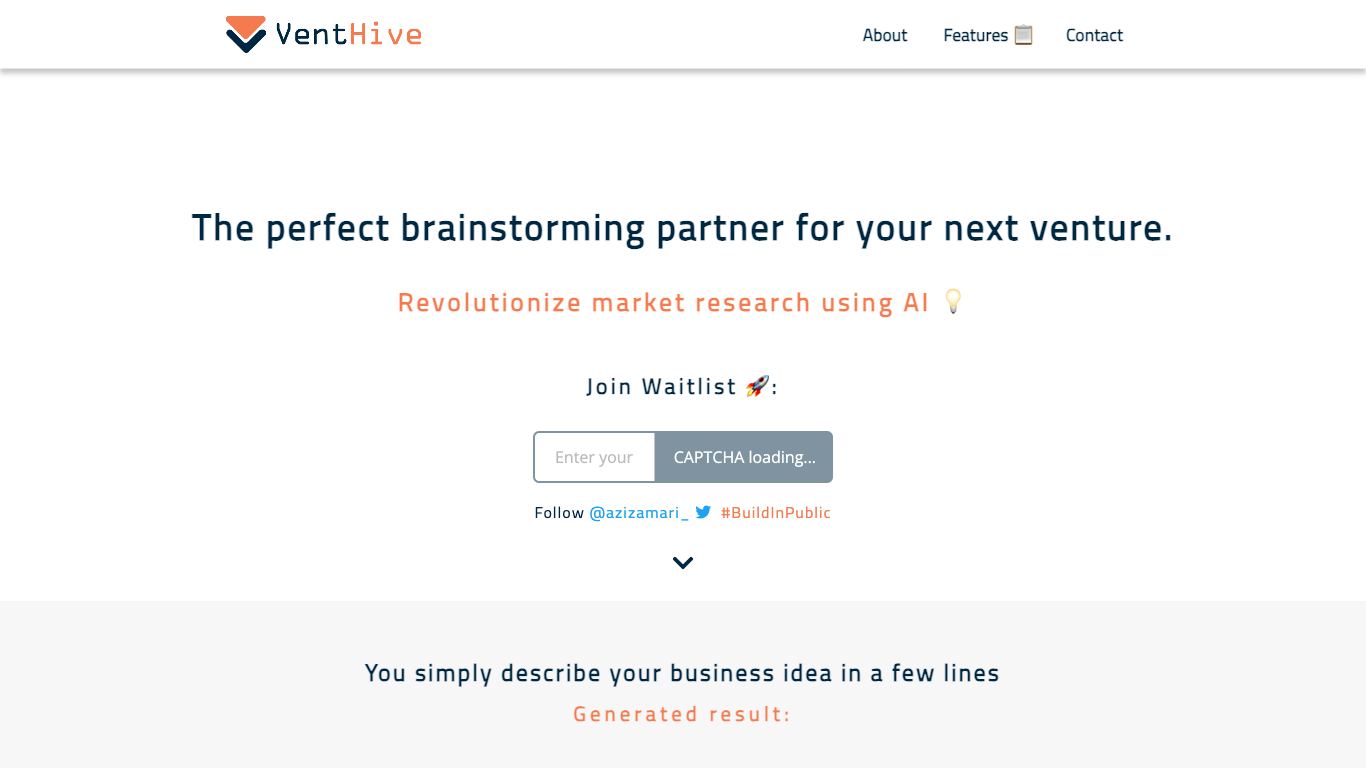 VentHive
About Features 📋 Contact
The perfect brainstorming partner for your next venture.
Revolutionize market research using AI 💡
Join Waitlist 🚀:
Enter your CAPTCHA loading...
Follow @azizamari_ #BuildInPublic
You simply describe your business idea in a few lines
Generated result: